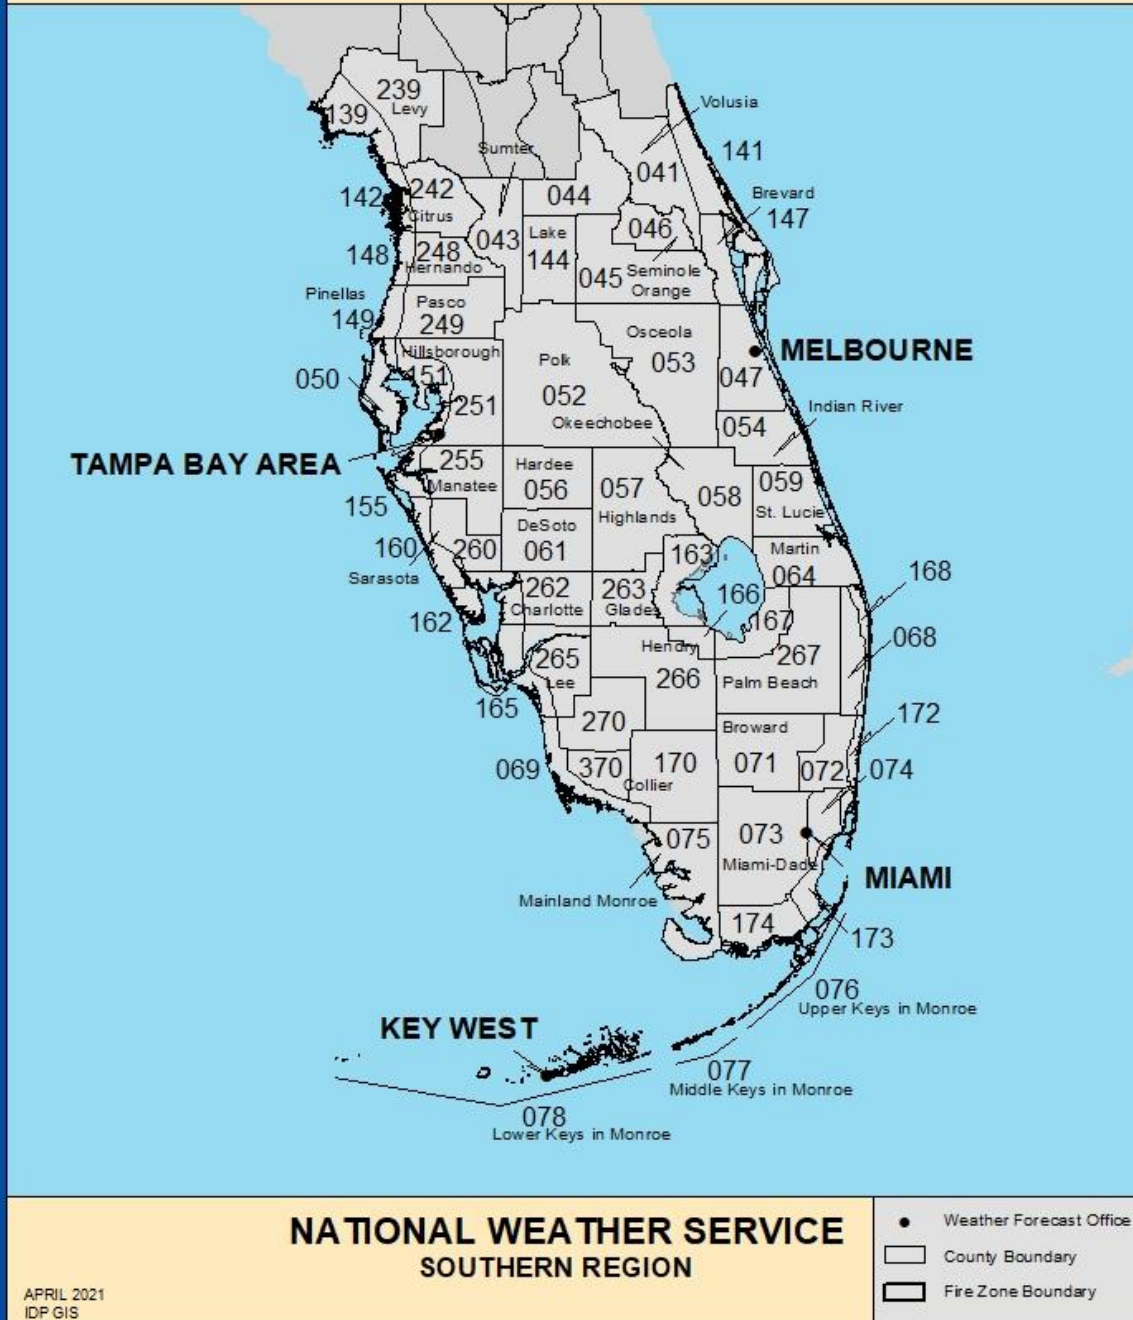 239
Levy
139
Volusia
141
Sumter
041
142
242
Citrus
044
Brevard
147
046
043
Lake
144
148
248
Hernando
045
Seminole
Orange
Pinellas
149
Pasco
249
Osceola
053
MELBOURNE
Hillsborough
151
050
251
Polk
052
047
Okeechobee
Indian River
054
TAMPA BAY AREA
255
Manatee
Hardee
056
057
Highlands
058
059
St. Lucie
155
DeSoto
061
160
260
Sarasota
163
Martin
064
168
262
Charlotte
263
Glades
166
167
162
068
Hendry
267
Palm Beach
265
Lee
266
165
270
172
Broward
071
072
074
069
370
170
Collier
075
073
Miami-Dade
MIAMI
Mainland Monroe
174
173
076
Upper Keys in Monroe
KEY WEST
077
Middle Keys in Monroe
078
Lower Keys in Monroe
NATIONAL WEATHER SERVICE
SOUTHERN REGION
APRIL 2021
IDP GIS
Weather Forecast Office
County Boundary
Fire Zone Boundary